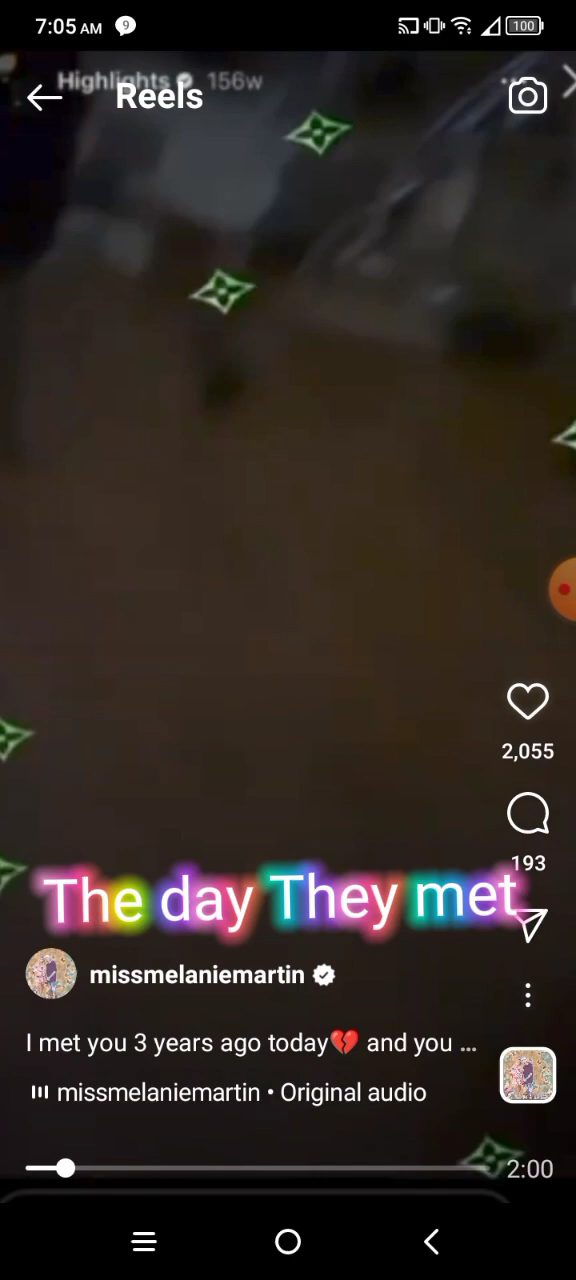 7:05 AM 9 100
Highlights 156w
Reels
2,055
193
The day They met
missmelaniemartin
I met you 3 years ago today💔 and you ...
missmelaniemartin • Original audio
2:00